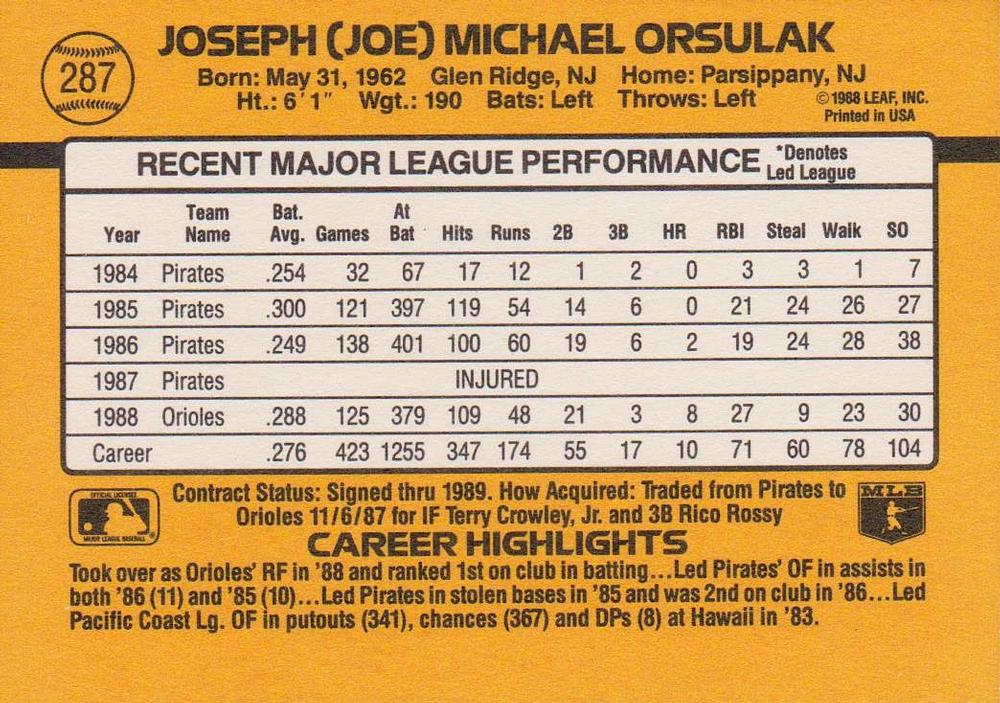 287
JOSEPH (JOE) MICHAEL ORSULAK
Born: May 31, 1962 Glen Ridge, NJ Home: Parsippany, NJ
Ht.: 6'1" Wgt.: 190 Bats: Left Throws: Left
©1988 LEAF, INC.
Printed in USA
RECENT MAJOR LEAGUE PERFORMANCE *Denotes Led League
Year Team Name Bat. Avg. Games At Bat Hits Runs 2B 3B HR RBI Steal Walk SO
1984 Pirates .254 32 67 17 12 1 2 0 3 3 1 7
1985 Pirates .300 121 397 119 54 14 6 0 21 24 26 27
1986 Pirates .249 138 401 100 60 19 6 2 19 24 28 38
1987 Pirates INJURED
1988 Orioles .288 125 379 109 48 21 3 8 27 9 23 30
Career .276 423 1255 347 174 55 17 10 71 60 78 104
OFFICIAL LICENSEE
MAJOR LEAGUE BASEBALL
Contract Status: Signed thru 1989. How Acquired: Traded from Pirates to
Orioles 11/6/87 for IF Terry Crowley, Jr. and 3B Rico Rossy
MLB
CAREER HIGHLIGHTS
Took over as Orioles' RF in '88 and ranked 1st on club in batting...Led Pirates' OF in assists in
both '86 (11) and '85 (10)...Led Pirates in stolen bases in '85 and was 2nd on club in '86...Led
Pacific Coast Lg. OF in putouts (341), chances (367) and DPs (8) at Hawaii in '83.